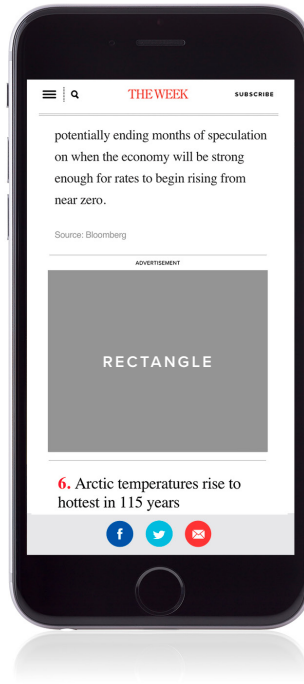 THE WEEK
SUBSCRIBE
potentially ending months of speculation
on when the economy will be strong
enough for rates to begin rising from
near zero.
Source: Bloomberg
ADVERTISEMENT
RECTANGLE
6. Arctic temperatures rise to
hottest in 115 years
f